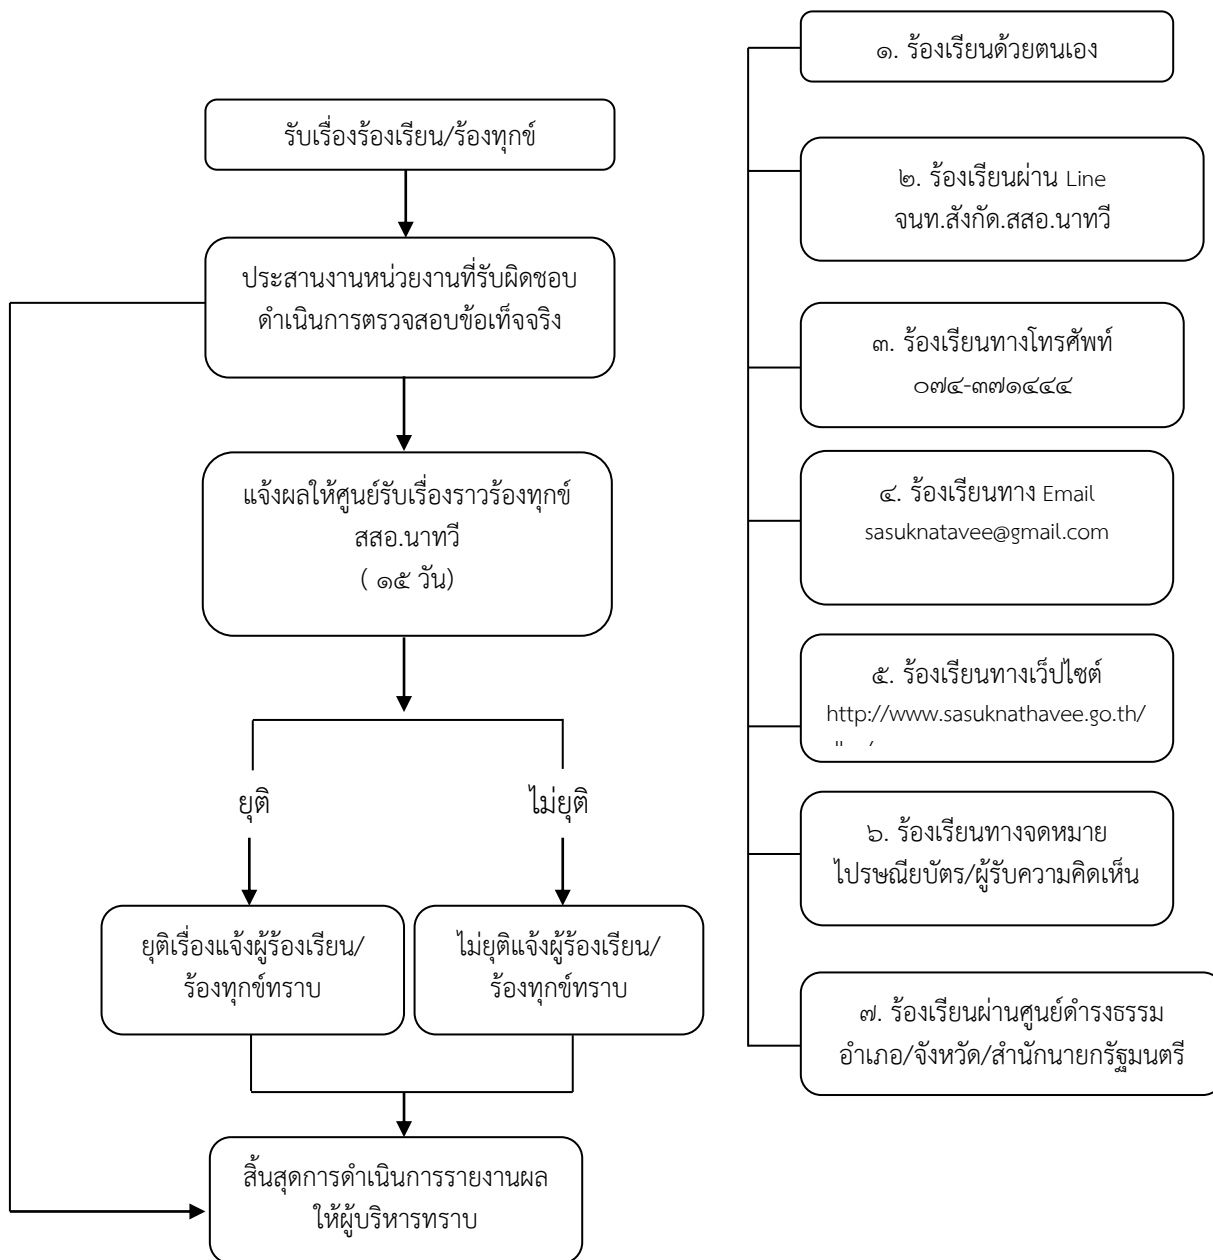 รับเรื่องร้องเรียน/ร้องทุกข์
ประสานงานหน่วยงานที่รับผิดชอบ
ดำเนินการตรวจสอบข้อเท็จจริง
แจ้งผลให้ศูนย์รับเรื่องราวร้องทุกข์
สสอ.นาทวี
( ๑๕ วัน)
ยุติ
ไม่ยุติ
ยุติเรื่องแจ้งผู้ร้องเรียน/
ร้องทุกข์ทราบ
ไม่ยุติแจ้งผู้ร้องเรียน/
ร้องทุกข์ทราบ
สิ้นสุดการดำเนินการรายงานผล
ให้ผู้บริหารทราบ
๑. ร้องเรียนด้วยตนเอง
๒. ร้องเรียนผ่าน Line
จนท.สังกัด.สสอ.นาทวี
๓. ร้องเรียนทางโทรศัพท์
๐๗๔-๓๗๑๔๔๔
๔. ร้องเรียนทาง Email
sasuknatavee@gmail.com
๕. ร้องเรียนทางเว็ปไซต์
http://www.sasuknathavee.go.th/
๖. ร้องเรียนทางจดหมาย
ไปรษณียบัตร/ผู้รับความคิดเห็น
๗. ร้องเรียนผ่านศูนย์ดำรงธรรม
อำเภอ/จังหวัด/สำนักนายกรัฐมนตรี